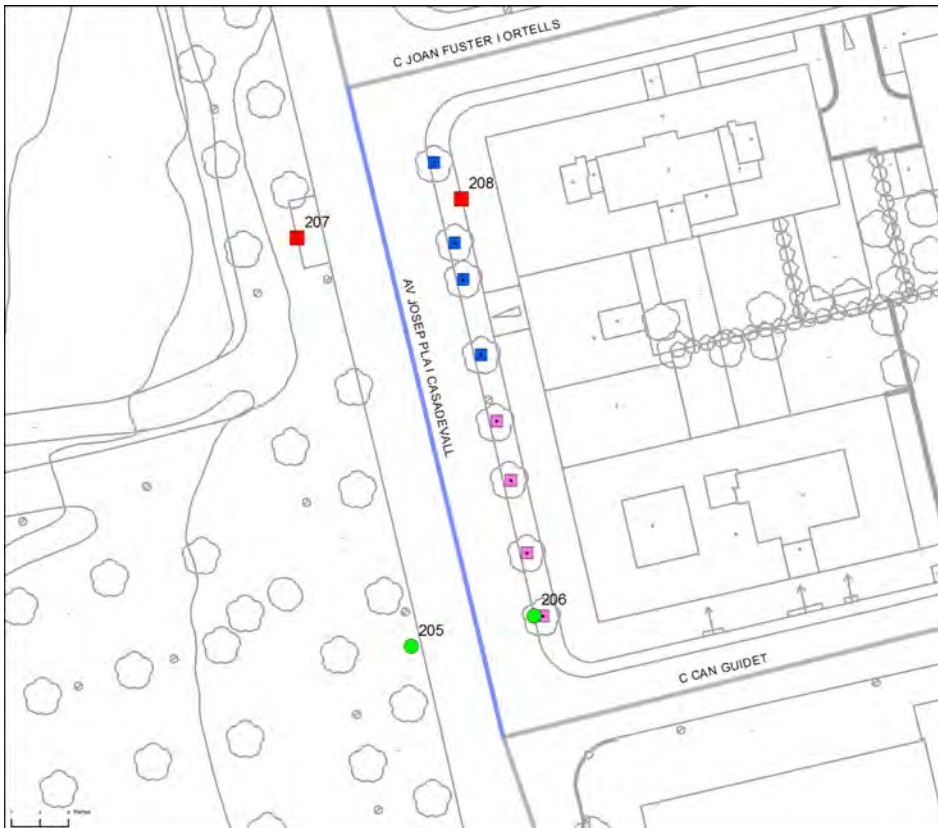 C JOAN FUSTER I ORTELLS
208
207
AV JOSEP PLA I CASADEVALL
206
205
C CAN GUIDET